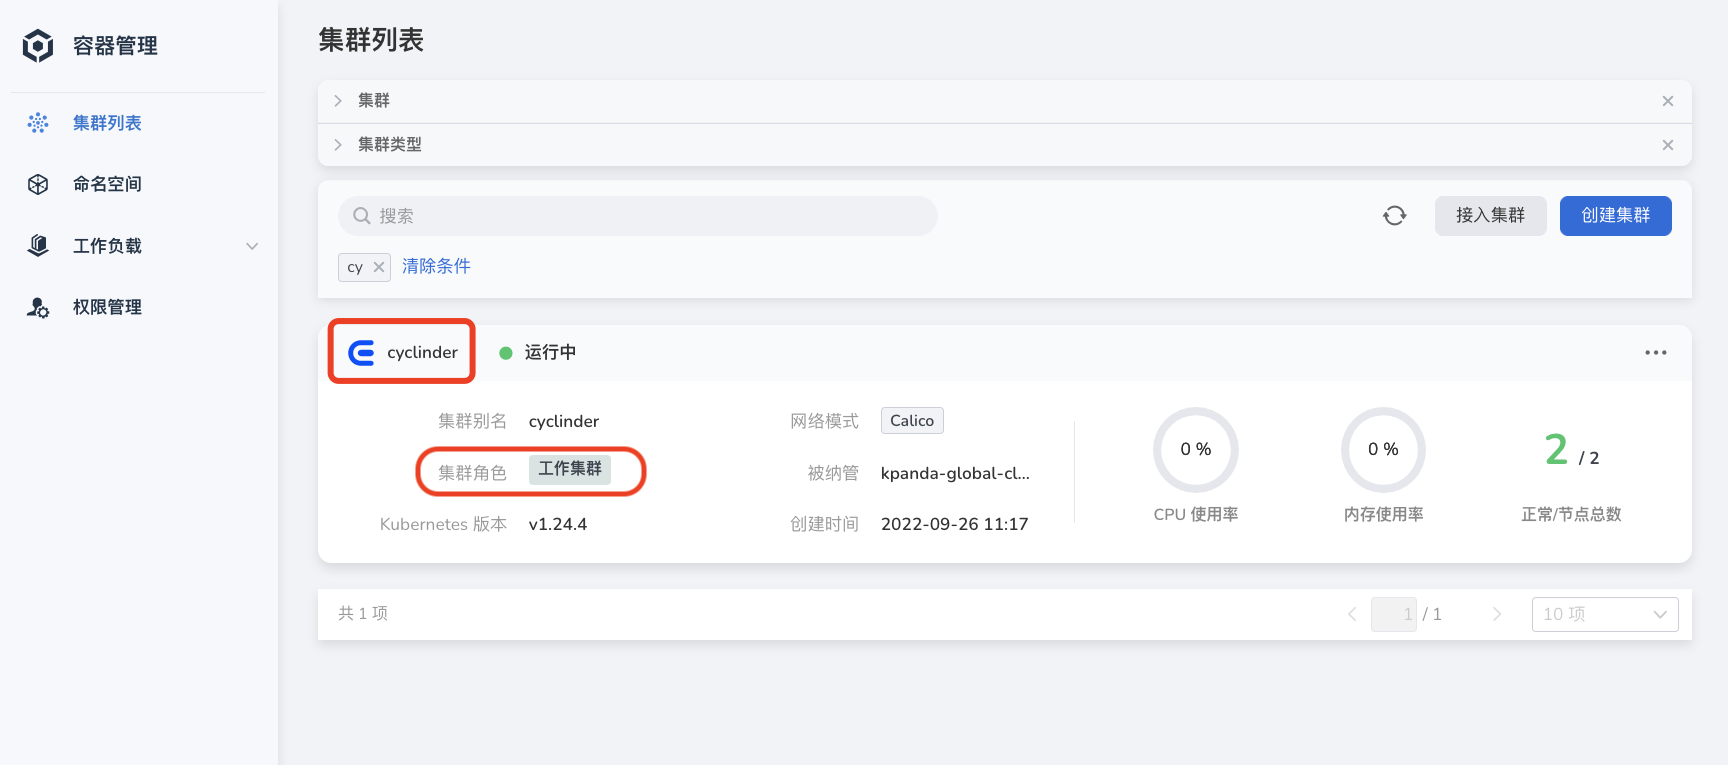 容器管理
集群列表
命名空间
工作负载
权限管理
集群列表
集群
集群类型
搜索
接入集群
创建集群
cy
清除条件
cyclinder
运行中
集群别名 cyclinder
网络模式 Calico
集群角色 工作集群
被纳管 kpanda-global-cl...
Kubernetes 版本 v1.24.4
创建时间 2022-09-26 11:17
0 %
CPU 使用率
0 %
内存使用率
2 / 2
正常/节点总数
共 1 项
1 / 1
10 项